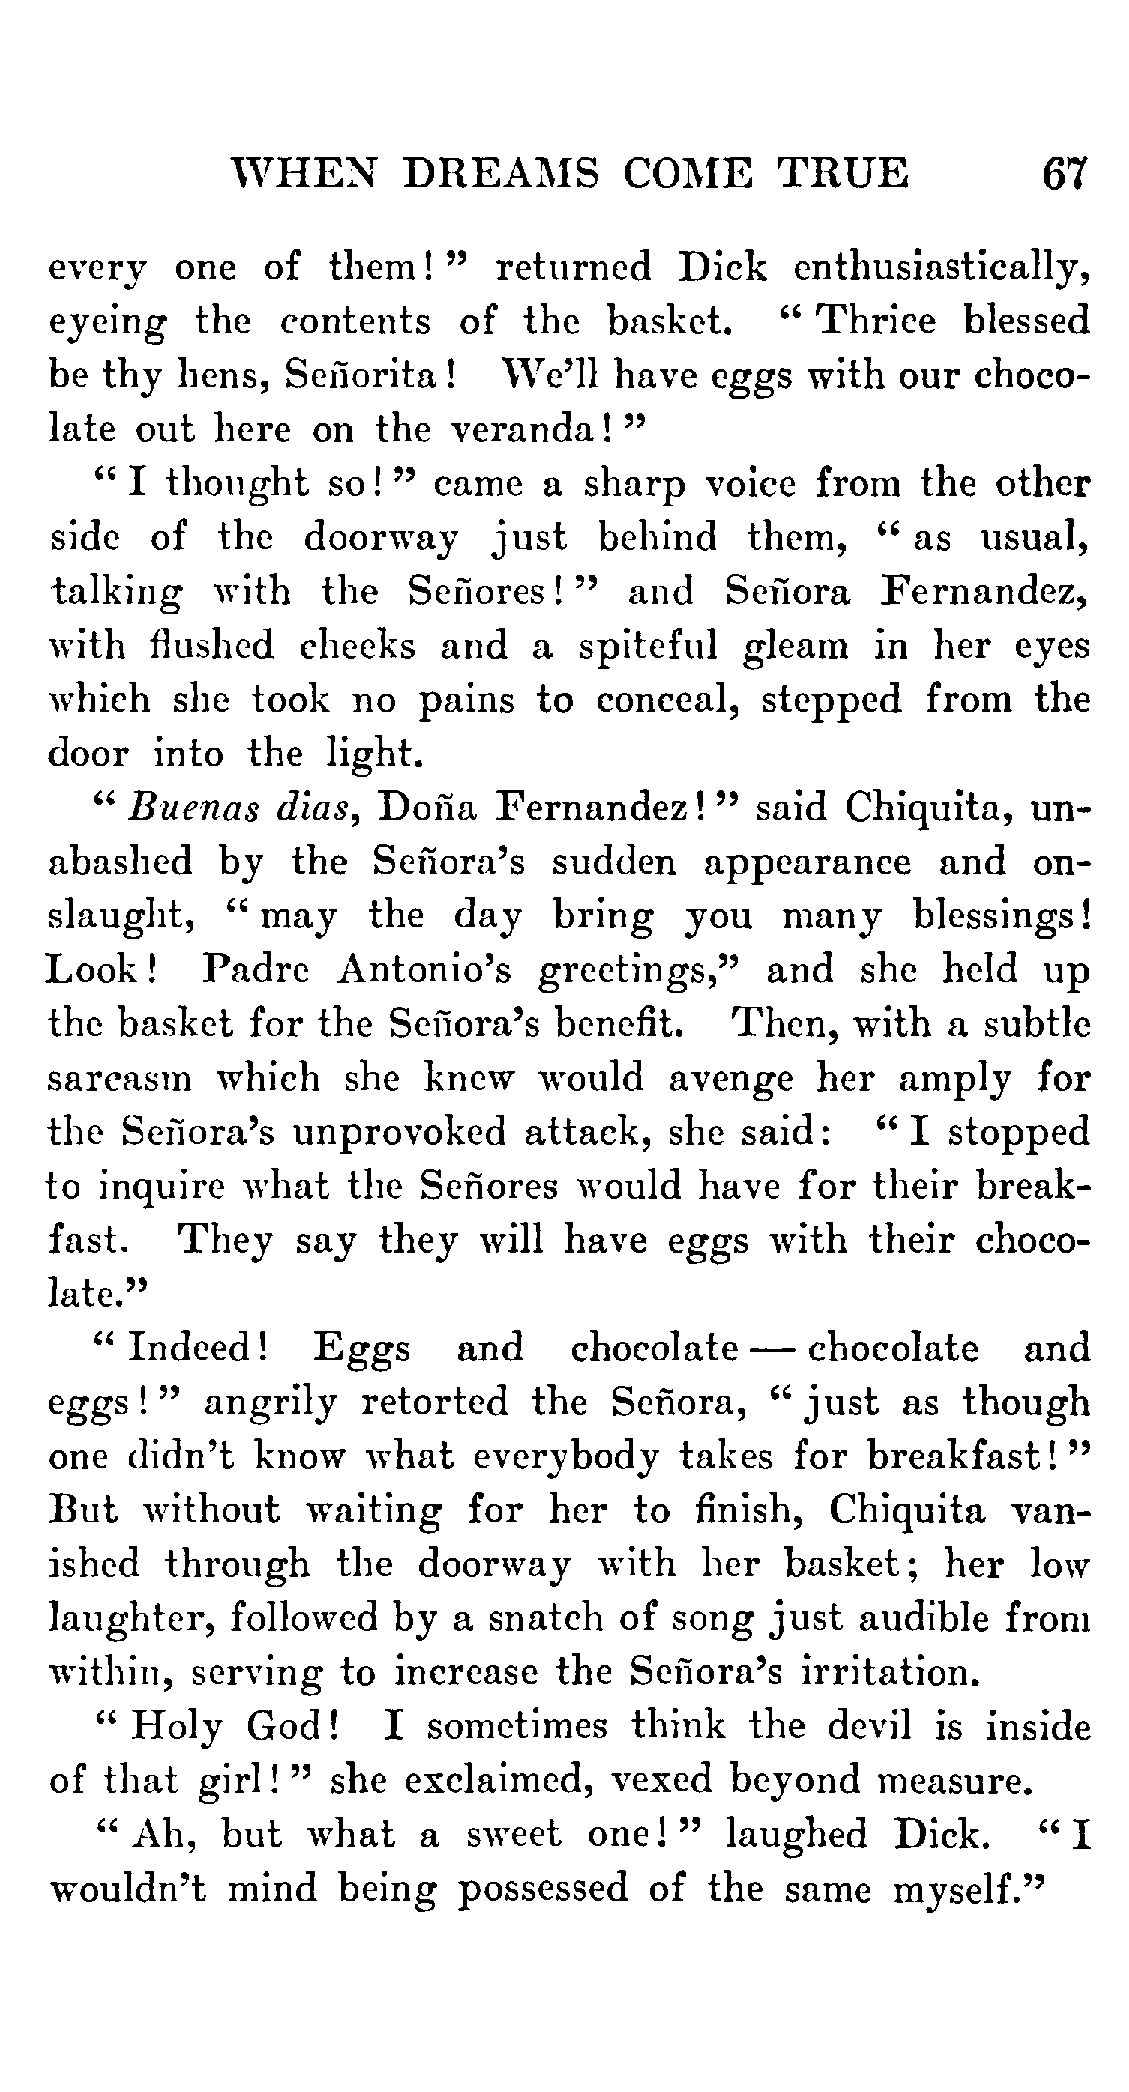 WHEN DREAMS COME TRUE 67
every one of them!" returned Dick enthusiastically,
eyeing the contents of the basket. "Thrice blessed
be thy hens, Señorita! We'll have eggs with our choco-
late out here on the veranda!"
"I thought so!" came a sharp voice from the other
side of the doorway just behind them, "as usual,
talking with the Señores!" and Señora Fernandez,
with flushed cheeks and a spiteful gleam in her eyes
which she took no pains to conceal, stepped from the
door into the light.
"Buenas dias, Doña Fernandez!" said Chiquita, un-
abashed by the Señora's sudden appearance and on-
slaught, "may the day bring you many blessings!
Look! Padre Antonio's greetings," and she held up
the basket for the Señora's benefit. Then, with a subtle
sarcasm which she knew would avenge her amply for
the Señora's unprovoked attack, she said: "I stopped
to inquire what the Señores would have for their break-
fast. They say they will have eggs with their choco-
late."
"Indeed! Eggs and chocolate — chocolate and
eggs!" angrily retorted the Señora, "just as though
one didn't know what everybody takes for breakfast!"
But without waiting for her to finish, Chiquita van-
ished through the doorway with her basket; her low
laughter, followed by a snatch of song just audible from
within, serving to increase the Señora's irritation.
"Holy God! I sometimes think the devil is inside
of that girl!" she exclaimed, vexed beyond measure.
"Ah, but what a sweet one!" laughed Dick. "I
wouldn't mind being possessed of the same myself."